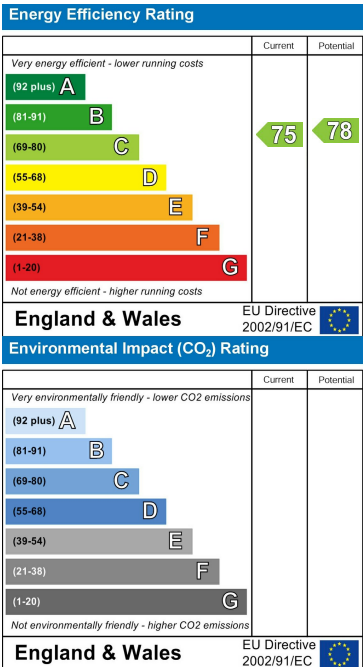 Energy Efficiency Rating
Current Potential
Very energy efficient - lower running costs
(92 plus) A
(81-91) B
(69-80) C
75 78
(55-68) D
(39-54) E
(21-38) F
(1-20) G
Not energy efficient - higher running costs
England & Wales
EU Directive
2002/91/EC
Environmental Impact (CO₂) Rating
Current Potential
Very environmentally friendly - lower CO2 emissions
(92 plus) A
(81-91) B
(69-80) C
(55-68) D
(39-54) E
(21-38) F
(1-20) G
Not environmentally friendly - higher CO2 emissions
England & Wales
EU Directive
2002/91/EC